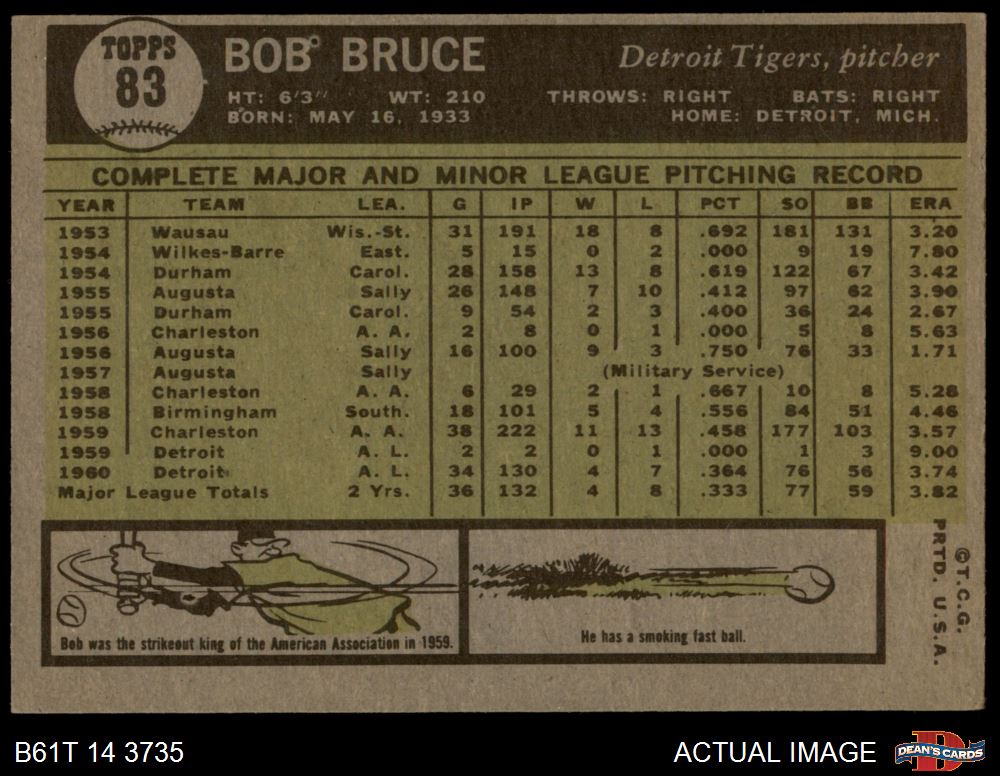 TOPPS
83
BOB BRUCE
Detroit Tigers, pitcher
HT: 6'3" WT: 210 THROWS: RIGHT BATS: RIGHT
BORN: MAY 16, 1933 HOME: DETROIT, MICH.
COMPLETE MAJOR AND MINOR LEAGUE PITCHING RECORD
YEAR TEAM LEA. G IP W L PCT SO BB ERA
1953 Wausau Wis.-St. 31 191 18 8 .692 181 131 3.20
1954 Wilkes-Barre East. 5 15 0 2 .000 9 19 7.80
1954 Durham Carol. 28 158 13 8 .619 122 67 3.42
1955 Augusta Sally 26 148 7 10 .412 97 62 3.90
1955 Durham Carol. 9 54 2 3 .400 36 24 2.67
1956 Charleston A. A. 2 8 0 1 .000 5 8 5.63
1956 Augusta Sally 16 100 9 3 .750 76 33 1.71
1957 Augusta Sally (Military Service)
1958 Charleston A. A. 6 29 2 1 .667 10 8 5.28
1958 Birmingham South. 18 101 5 4 .556 84 51 4.46
1959 Charleston A. A. 38 222 11 13 .458 177 103 3.57
1959 Detroit A. L. 2 2 0 1 .000 1 3 9.00
1960 Detroit A. L. 34 130 4 7 .364 76 56 3.74
Major League Totals 2 Yrs. 36 132 4 8 .333 77 59 3.82
Bob was the strikeout king of the American Association in 1959.
He has a smoking fast ball.
©T.C.G.
PRTD. U.S.A.
B61T 14 3735
ACTUAL IMAGE
D
DEAN'S CARDS